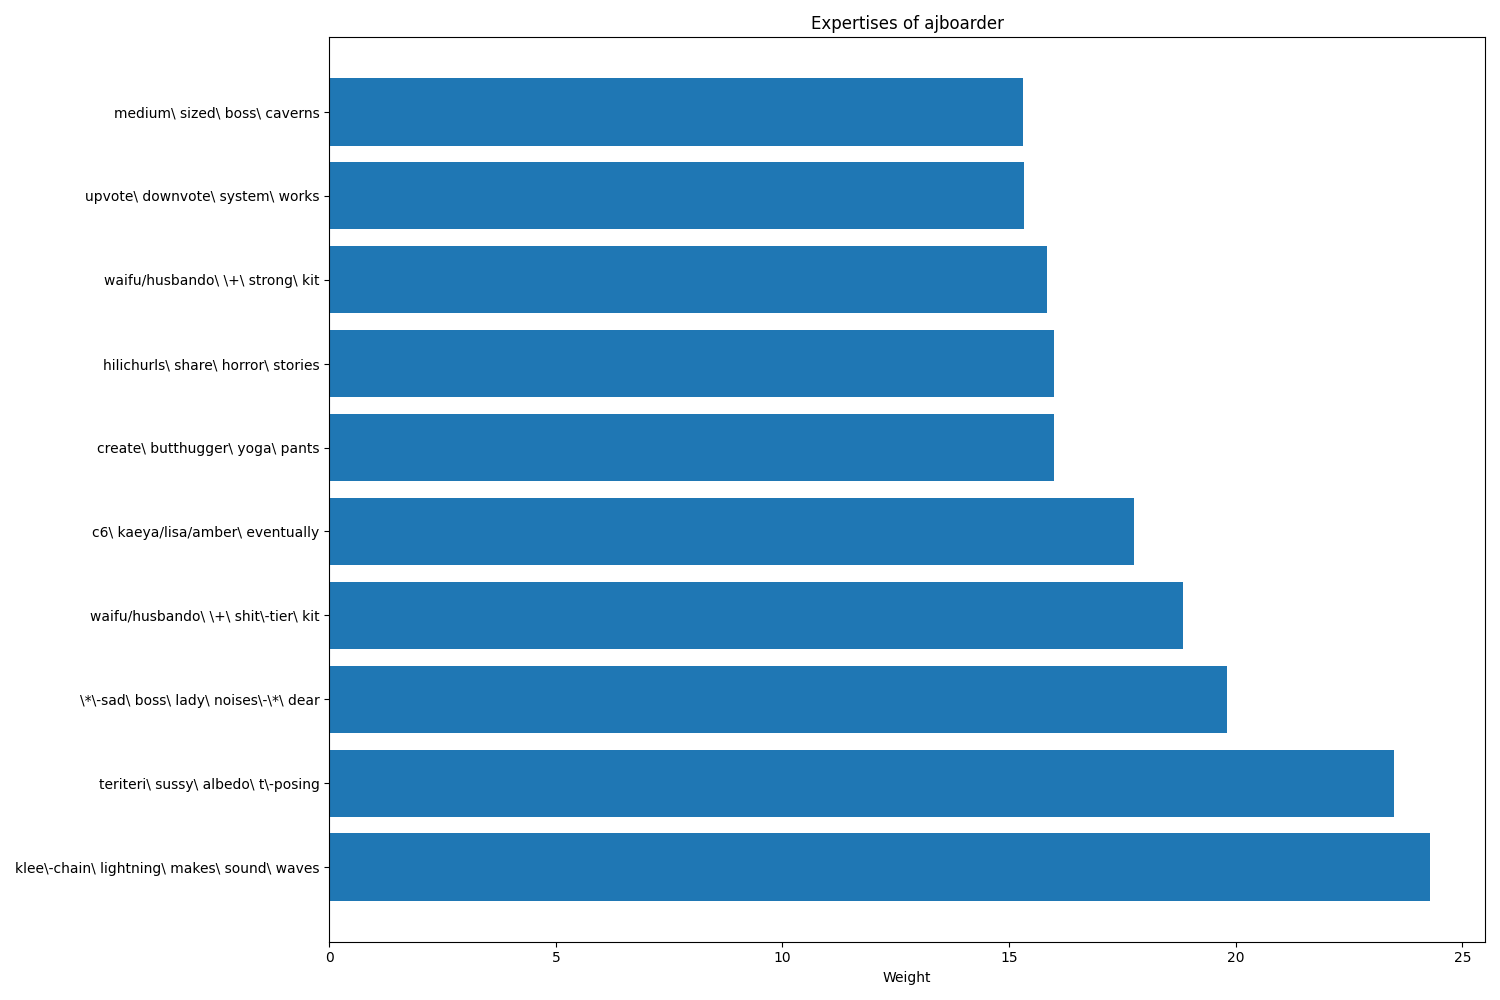 Expertises of ajboarder
medium\ sized\ boss\ caverns
upvote\ downvote\ system\ works
waifu/husbando\ \+\ strong\ kit
hilichurls\ share\ horror\ stories
create\ butthugger\ yoga\ pants
c6\ kaeya/lisa/amber\ eventually
waifu/husbando\ \+\ shit\-tier\ kit
\*\-sad\ boss\ lady\ noises\-\*\ dear
teriteri\ sussy\ albedo\ t\-posing
klee\-chain\ lightning\ makes\ sound\ waves
0 5 10 15 20 25
Weight